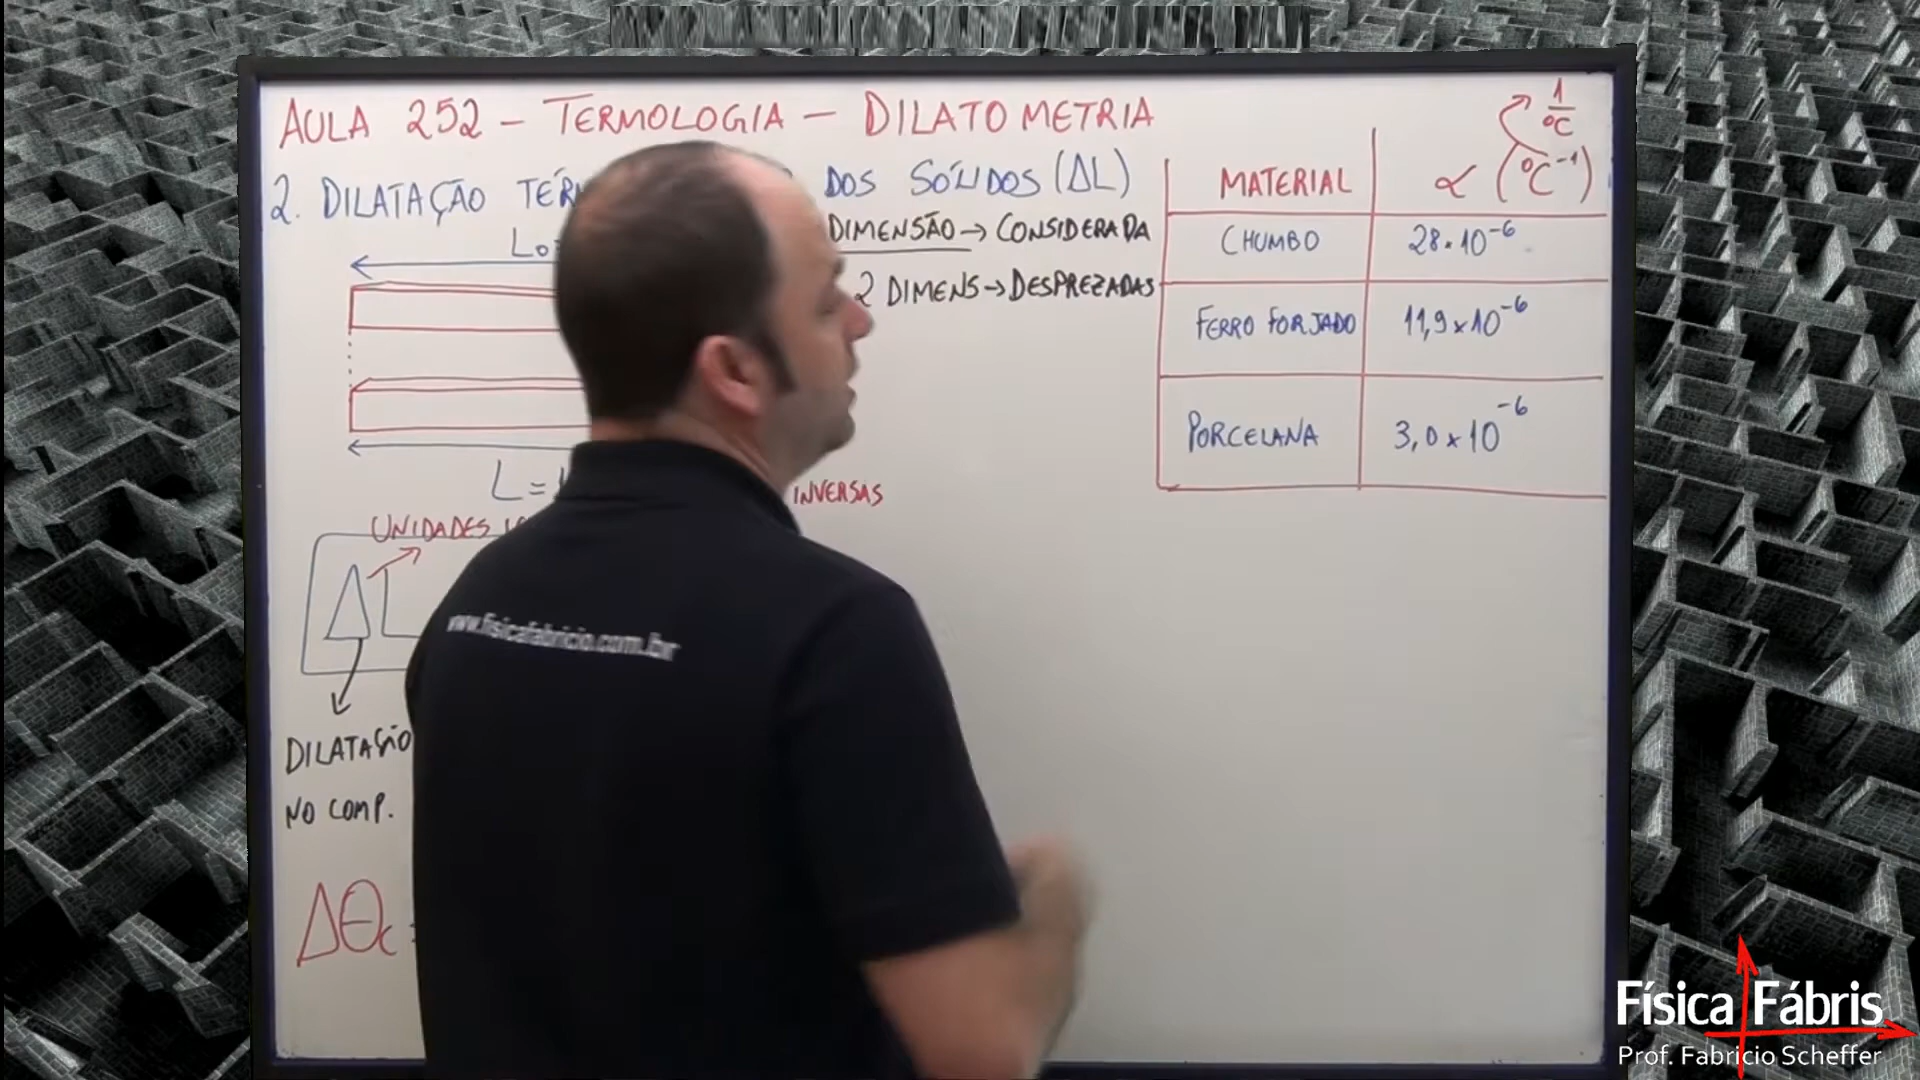 AULA 252 - TERMOLOGIA - DILATOMETRIA
2. DILATAÇÃO DOS SÓLIDOS (ΔL)
DIMENSÃO → CONSIDERADA
2 DIMENS → DESPREZADAS
L =
INVERSAS
UNIDADES
ΔL
DILATAÇÃO
NO COMP.
Δθc
1/°C
MATERIAL α (°C⁻¹)
CHUMBO 28·10⁻⁶
FERRO FORJADO 11,9x10⁻⁶
PORCELANA 3,0x10⁻⁶
www.fisicafabricio.com.br
Física Fábris
Prof. Fabricio Scheffer